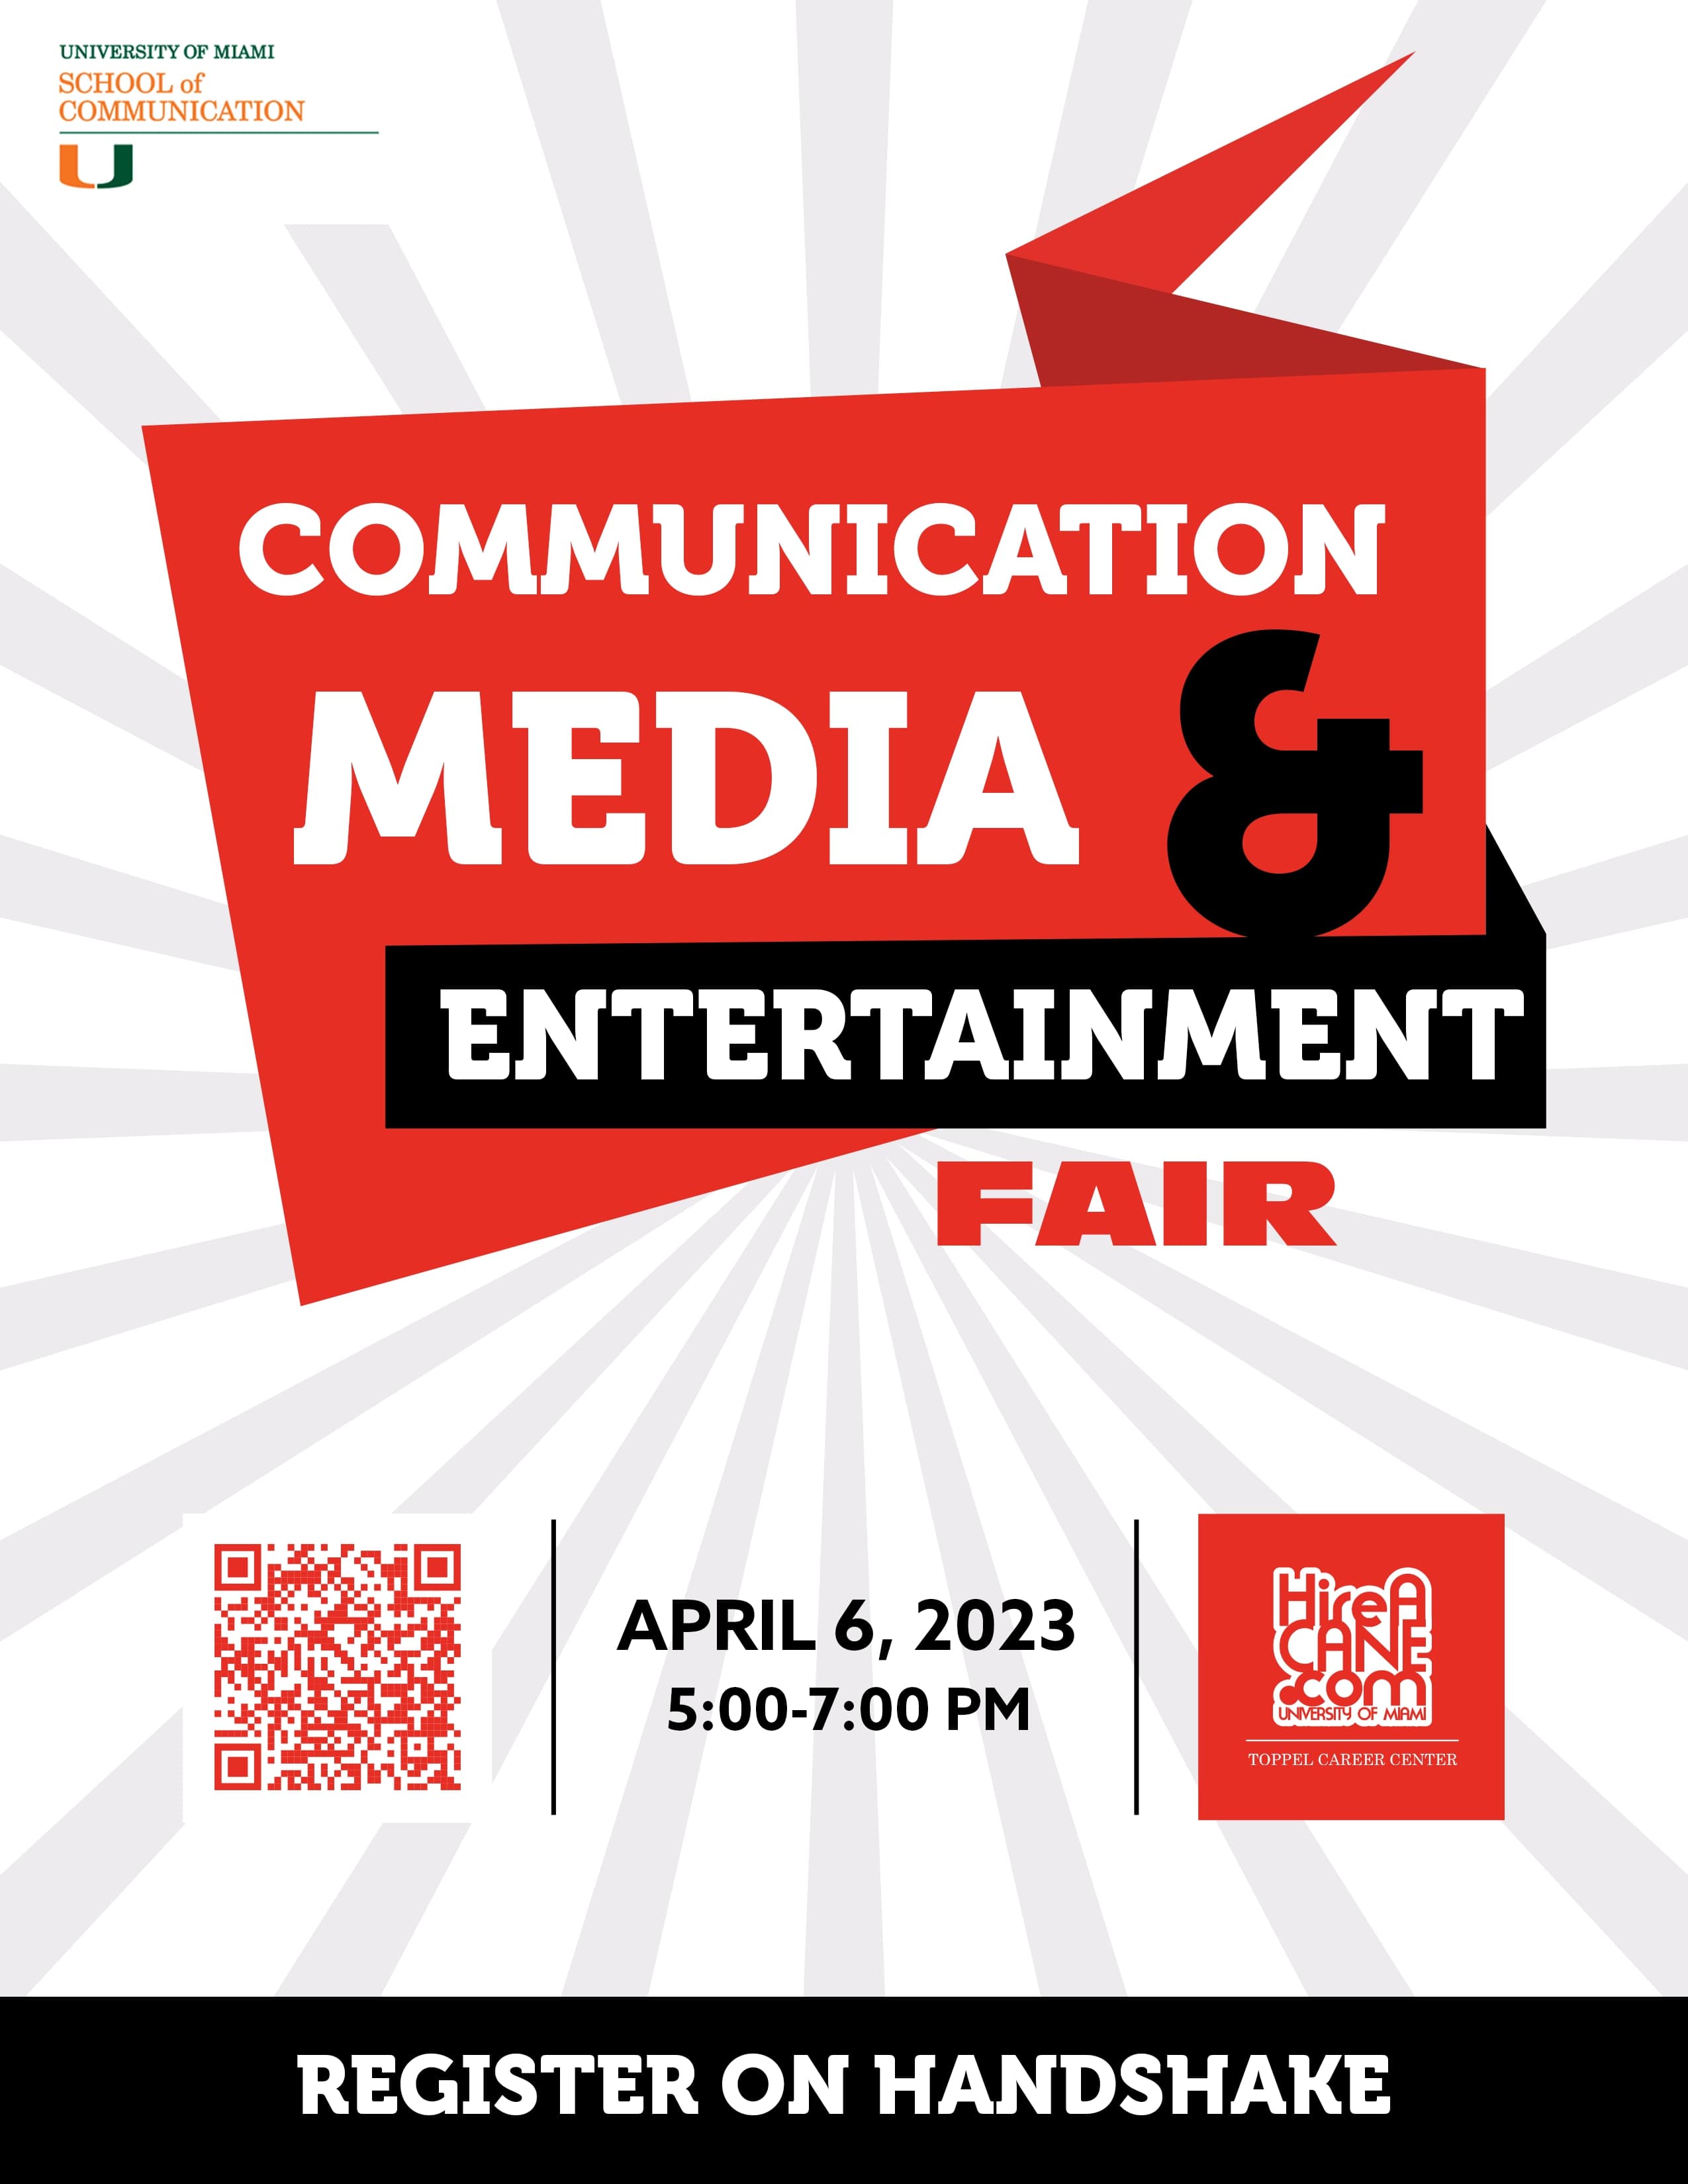 UNIVERSITY OF MIAMI
SCHOOL of
COMMUNICATION
COMMUNICATION
MEDIA &
ENTERTAINMENT
FAIR
APRIL 6, 2023
5:00-7:00 PM
HireA
CANE
.com
UNIVERSITY OF MIAMI
TOPPEL CAREER CENTER
REGISTER ON HANDSHAKE